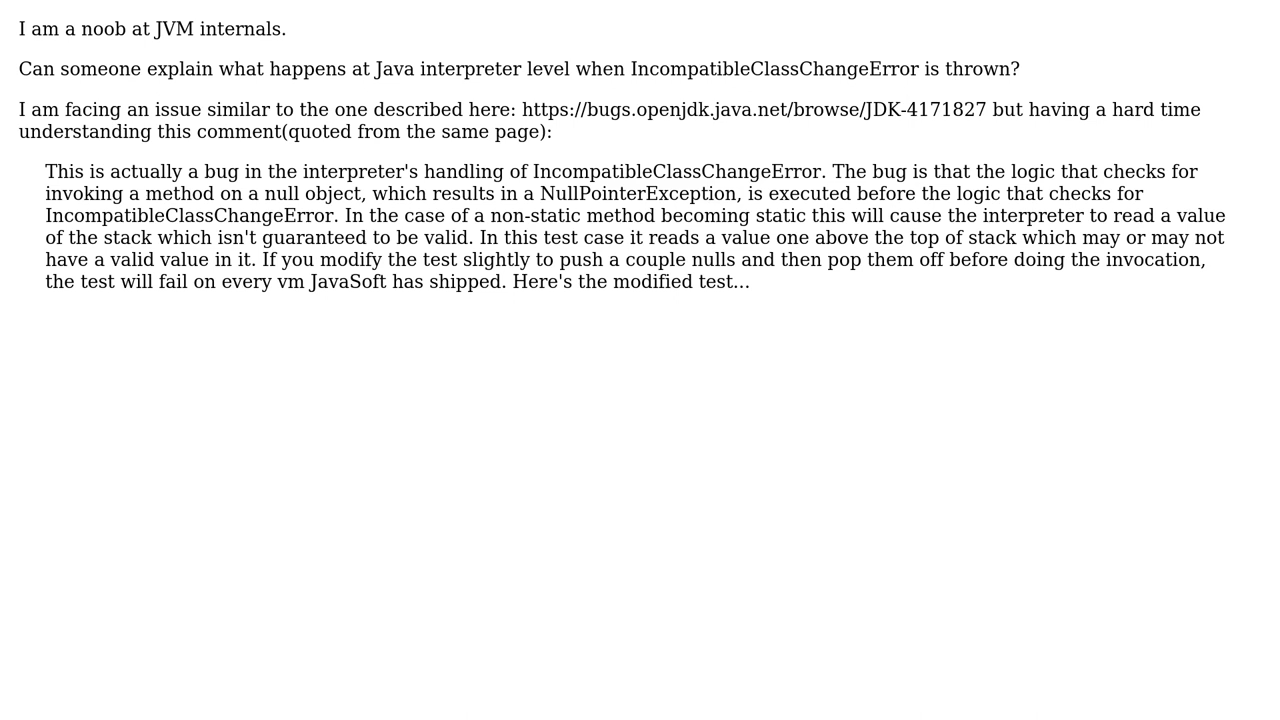 I am a noob at JVM internals.
Can someone explain what happens at Java interpreter level when IncompatibleClassChangeError is thrown?
I am facing an issue similar to the one described here: https://bugs.openjdk.java.net/browse/JDK-4171827 but having a hard time
understanding this comment(quoted from the same page):
This is actually a bug in the interpreter's handling of IncompatibleClassChangeError. The bug is that the logic that checks for
invoking a method on a null object, which results in a NullPointerException, is executed before the logic that checks for
IncompatibleClassChangeError. In the case of a non-static method becoming static this will cause the interpreter to read a value
of the stack which isn't guaranteed to be valid. In this test case it reads a value one above the top of stack which may or may not
have a valid value in it. If you modify the test slightly to push a couple nulls and then pop them off before doing the invocation,
the test will fail on every vm JavaSoft has shipped. Here's the modified test...